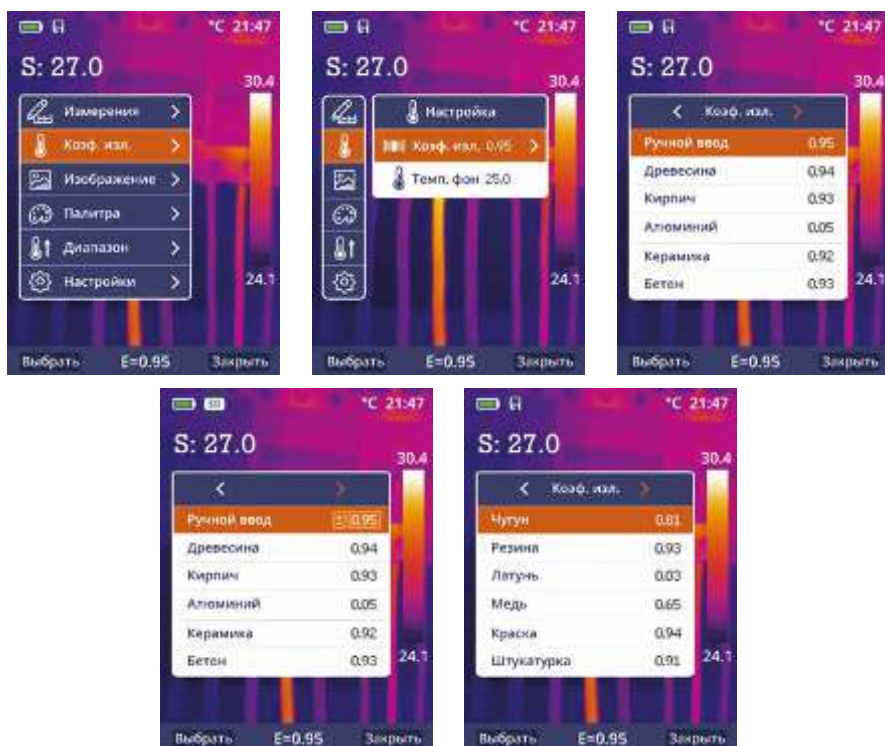 °C 21:47
S: 27.0
30.4
Измерения
Коэф. изл.
Изображение
Палитра
Диапазон
Настройки
24.1
Выбрать E=0.95 Закрыть
°C 21:47
S: 27.0
30.4
Настройка
Коэф. изл. 0.95
Темп. фон 25.0
24.1
Выбрать E=0.95 Закрыть
°C 21:47
S: 27.0
30.4
Коэф. изл.
Ручной ввод 0.95
Древесина 0.94
Кирпич 0.93
Алюминий 0.05
Керамика 0.92
Бетон 0.93
24.1
Выбрать E=0.95 Закрыть
SD °C 21:47
S: 27.0
30.4
Ручной ввод ± 0.95
Древесина 0.94
Кирпич 0.93
Алюминий 0.05
Керамика 0.92
Бетон 0.93
24.1
Выбрать E=0.95 Закрыть
°C 21:47
S: 27.0
30.4
Коэф. изл.
Чугун 0.81
Резина 0.93
Латунь 0.03
Медь 0.65
Краска 0.94
Штукатурка 0.91
24.1
Выбрать E=0.95 Закрыть